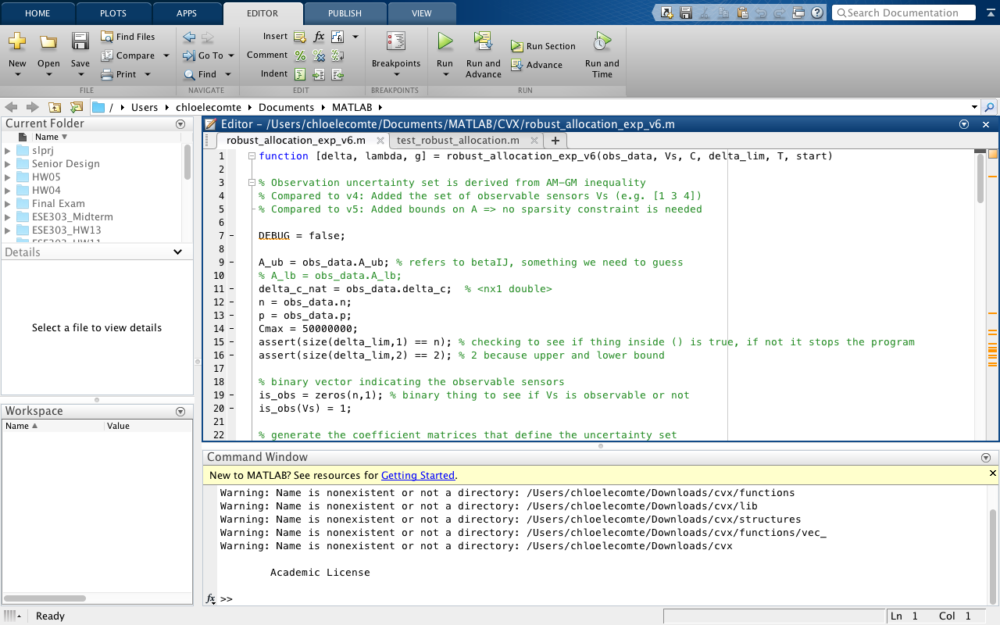 HOME PLOTS APPS EDITOR PUBLISH VIEW Search Documentation
New Open Save Find Files Compare Print
Go To Find
Insert fx
Comment
Indent
Breakpoints
Run Run and Advance Run Section Advance Run and Time
FILE NAVIGATE EDIT BREAKPOINTS RUN
/ Users chloelecomte Documents MATLAB
Current Folder
Name
slprj
Senior Design
HW05
HW04
Final Exam
ESE303_Midterm
ESE303_HW13
ESE303_HW11
Details
Select a file to view details
Workspace
Name Value
Editor – /Users/chloelecomte/Documents/MATLAB/CVX/robust_allocation_exp_v6.m
robust_allocation_exp_v6.m test_robust_allocation.m
1 function [delta, lambda, g] = robust_allocation_exp_v6(obs_data, Vs, C, delta_lim, T, start)
2
3 % Observation uncertainty set is derived from AM-GM inequality
4 % Compared to v4: Added the set of observable sensors Vs (e.g. [1 3 4])
5 % Compared to v5: Added bounds on A => no sparsity constraint is needed
6
7 DEBUG = false;
8
9 A_ub = obs_data.A_ub; % refers to betaIJ, something we need to guess
10 % A_lb = obs_data.A_lb;
11 delta_c_nat = obs_data.delta_c;  % <nx1 double>
12 n = obs_data.n;
13 p = obs_data.p;
14 Cmax = 50000000;
15 assert(size(delta_lim,1) == n); % checking to see if thing inside () is true, if not it stops the program
16 assert(size(delta_lim,2) == 2); % 2 because upper and lower bound
17
18 % binary vector indicating the observable sensors
19 is_obs = zeros(n,1); % binary thing to see if Vs is observable or not
20 is_obs(Vs) = 1;
21
22 % generate the coefficient matrices that define the uncertainty set
Command Window
New to MATLAB? See resources for Getting Started.
Warning: Name is nonexistent or not a directory: /Users/chloelecomte/Downloads/cvx/functions
Warning: Name is nonexistent or not a directory: /Users/chloelecomte/Downloads/cvx/lib
Warning: Name is nonexistent or not a directory: /Users/chloelecomte/Downloads/cvx/structures
Warning: Name is nonexistent or not a directory: /Users/chloelecomte/Downloads/cvx/functions/vec_
Warning: Name is nonexistent or not a directory: /Users/chloelecomte/Downloads/cvx
Academic License
fx >>
Ready Ln 1 Col 1